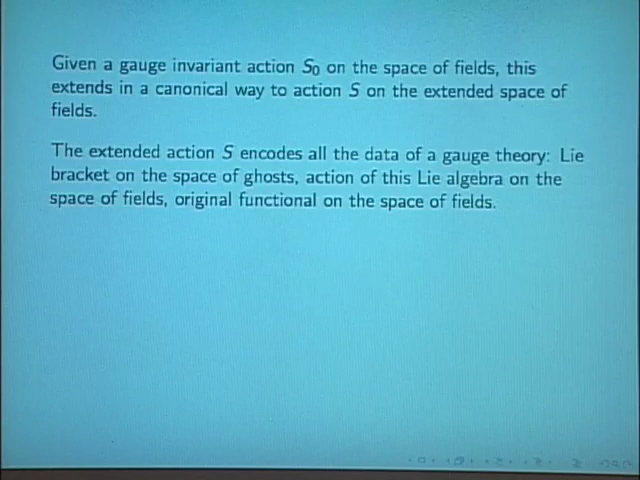 Given a gauge invariant action S₀ on the space of fields, this
extends in a canonical way to action S on the extended space of
fields.
The extended action S encodes all the data of a gauge theory: Lie
bracket on the space of ghosts, action of this Lie algebra on the
space of fields, original functional on the space of fields.